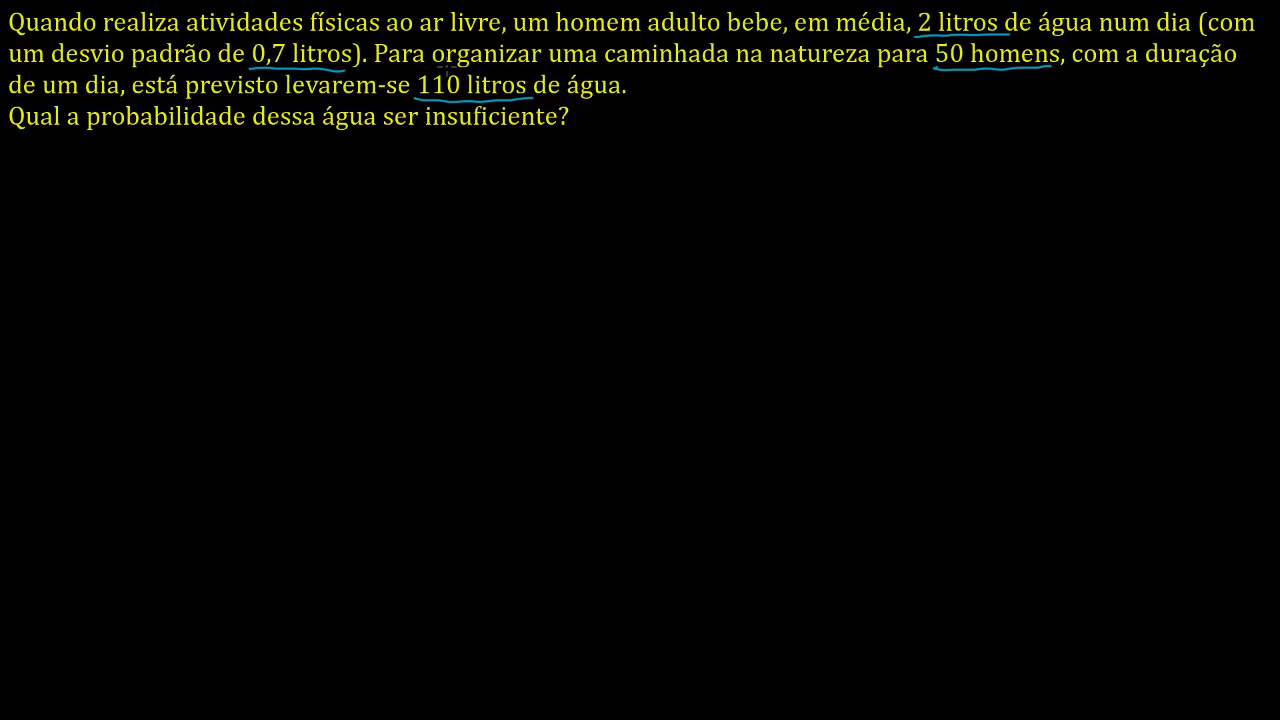 Quando realiza atividades físicas ao ar livre, um homem adulto bebe, em média, 2 litros de água num dia (com
um desvio padrão de 0,7 litros). Para organizar uma caminhada na natureza para 50 homens, com a duração
de um dia, está previsto levarem-se 110 litros de água.
Qual a probabilidade dessa água ser insuficiente?